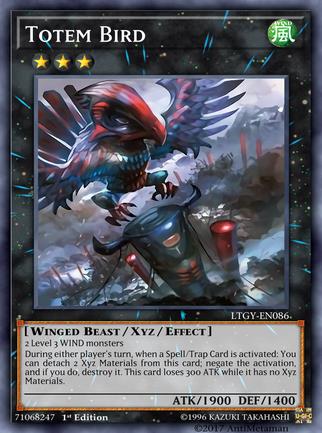 Totem Bird
WIND
風
LTGY-EN086
[Winged Beast/Xyz/Effect]
2 Level 3 WIND monsters
During either player's turn, when a Spell/Trap Card is activated: You
can detach 2 Xyz Materials from this card; negate the activation,
and if you do, destroy it. This card loses 300 ATK while it has no Xyz
Materials.
ATK/1900 DEF/1400
71068247 1st Edition ©1996 KAZUKI TAKAHASHI
©2017 AntiMetaman